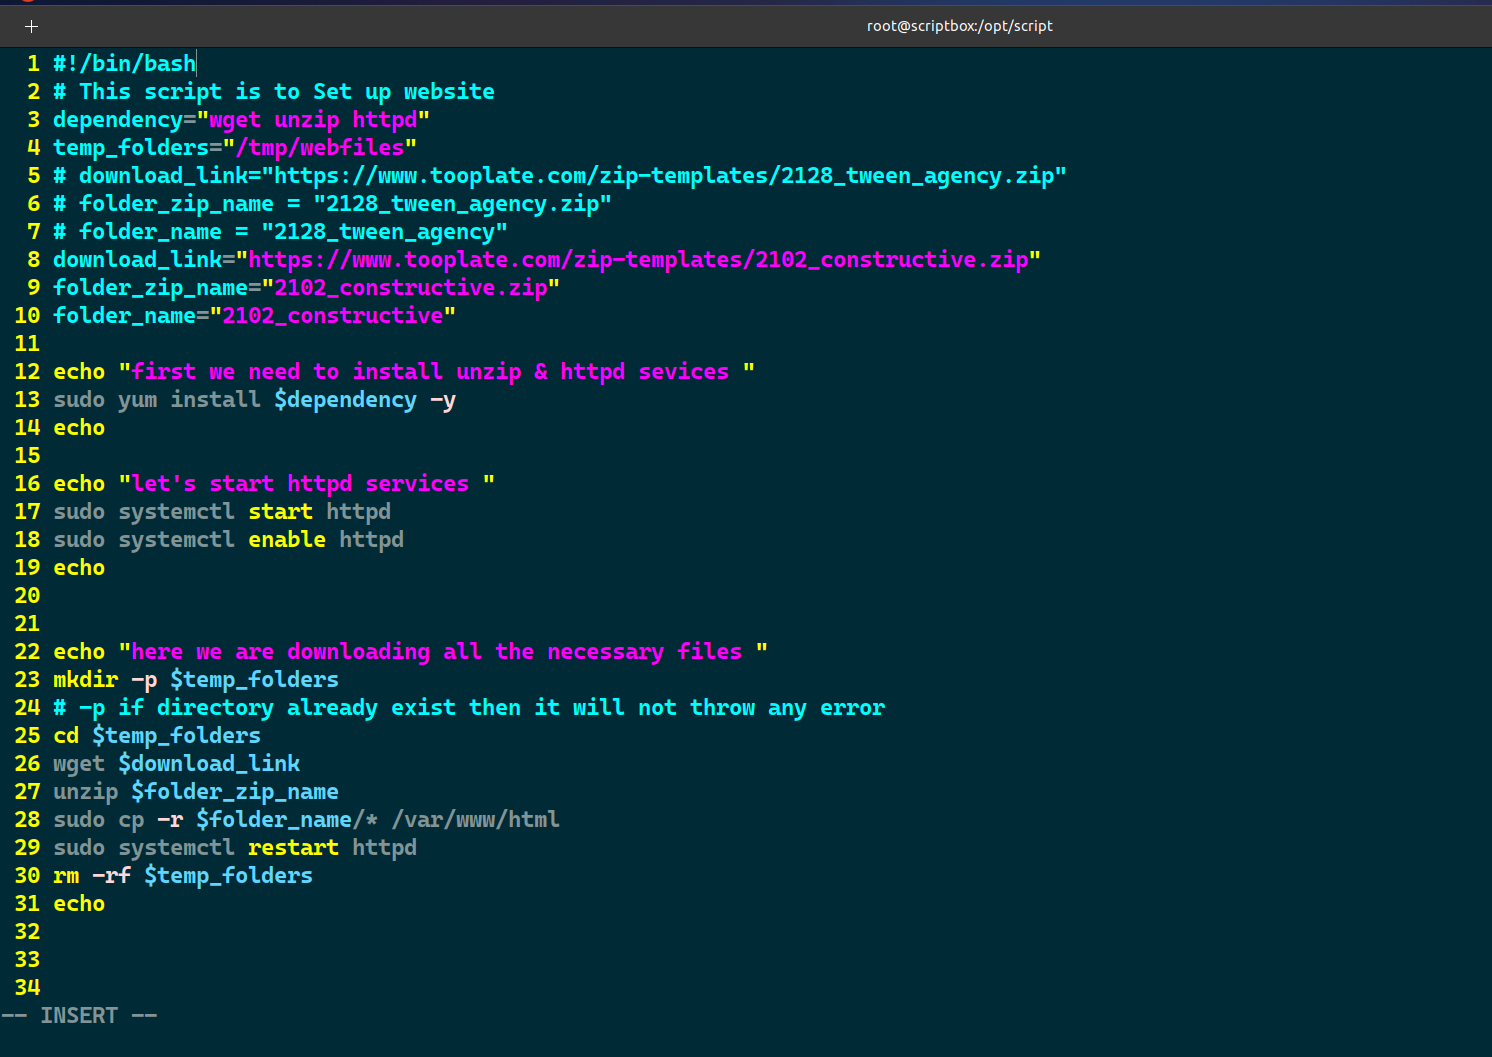 + root@scriptbox:/opt/script
1 #!/bin/bash
2 # This script is to Set up website
3 dependency="wget unzip httpd"
4 temp_folders="/tmp/webfiles"
5 # download_link="https://www.tooplate.com/zip-templates/2128_tween_agency.zip"
6 # folder_zip_name = "2128_tween_agency.zip"
7 # folder_name = "2128_tween_agency"
8 download_link="https://www.tooplate.com/zip-templates/2102_constructive.zip"
9 folder_zip_name="2102_constructive.zip"
10 folder_name="2102_constructive"
11
12 echo "first we need to install unzip & httpd sevices "
13 sudo yum install $dependency -y
14 echo
15
16 echo "let's start httpd services "
17 sudo systemctl start httpd
18 sudo systemctl enable httpd
19 echo
20
21
22 echo "here we are downloading all the necessary files "
23 mkdir -p $temp_folders
24 # -p if directory already exist then it will not throw any error
25 cd $temp_folders
26 wget $download_link
27 unzip $folder_zip_name
28 sudo cp -r $folder_name/* /var/www/html
29 sudo systemctl restart httpd
30 rm -rf $temp_folders
31 echo
32
33
34
-- INSERT --